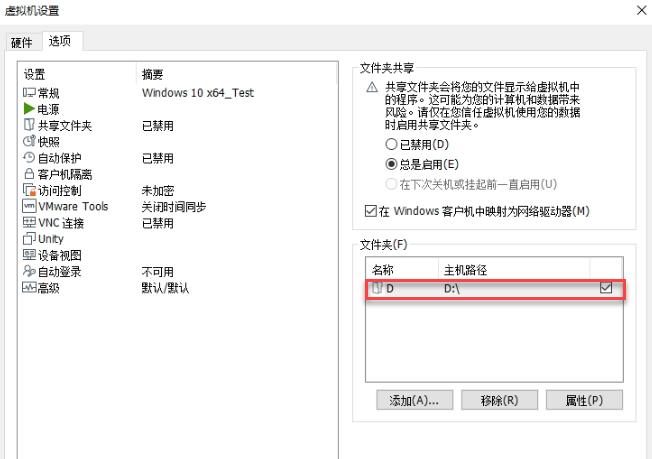 虚拟机设置
硬件 选项
设置 摘要
常规 Windows 10 x64_Test
电源
共享文件夹 已禁用
快照
自动保护 已禁用
客户机隔离
访问控制 未加密
vm VMware Tools 关闭时间同步
VNC 连接 已禁用
Unity
设备视图
自动登录 不可用
高级 默认/默认
文件夹共享
共享文件夹会将您的文件显示给虚拟机中
的程序。这可能为您的计算机和数据带来
风险。请仅在您信任虚拟机使用您的数据
时启用共享文件夹。
已禁用(D)
总是启用(E)
在下次关机或挂起前一直启用(U)
在 Windows 客户机中映射为网络驱动器(M)
文件夹(F)
名称 主机路径
D D:\
添加(A)... 移除(R) 属性(P)